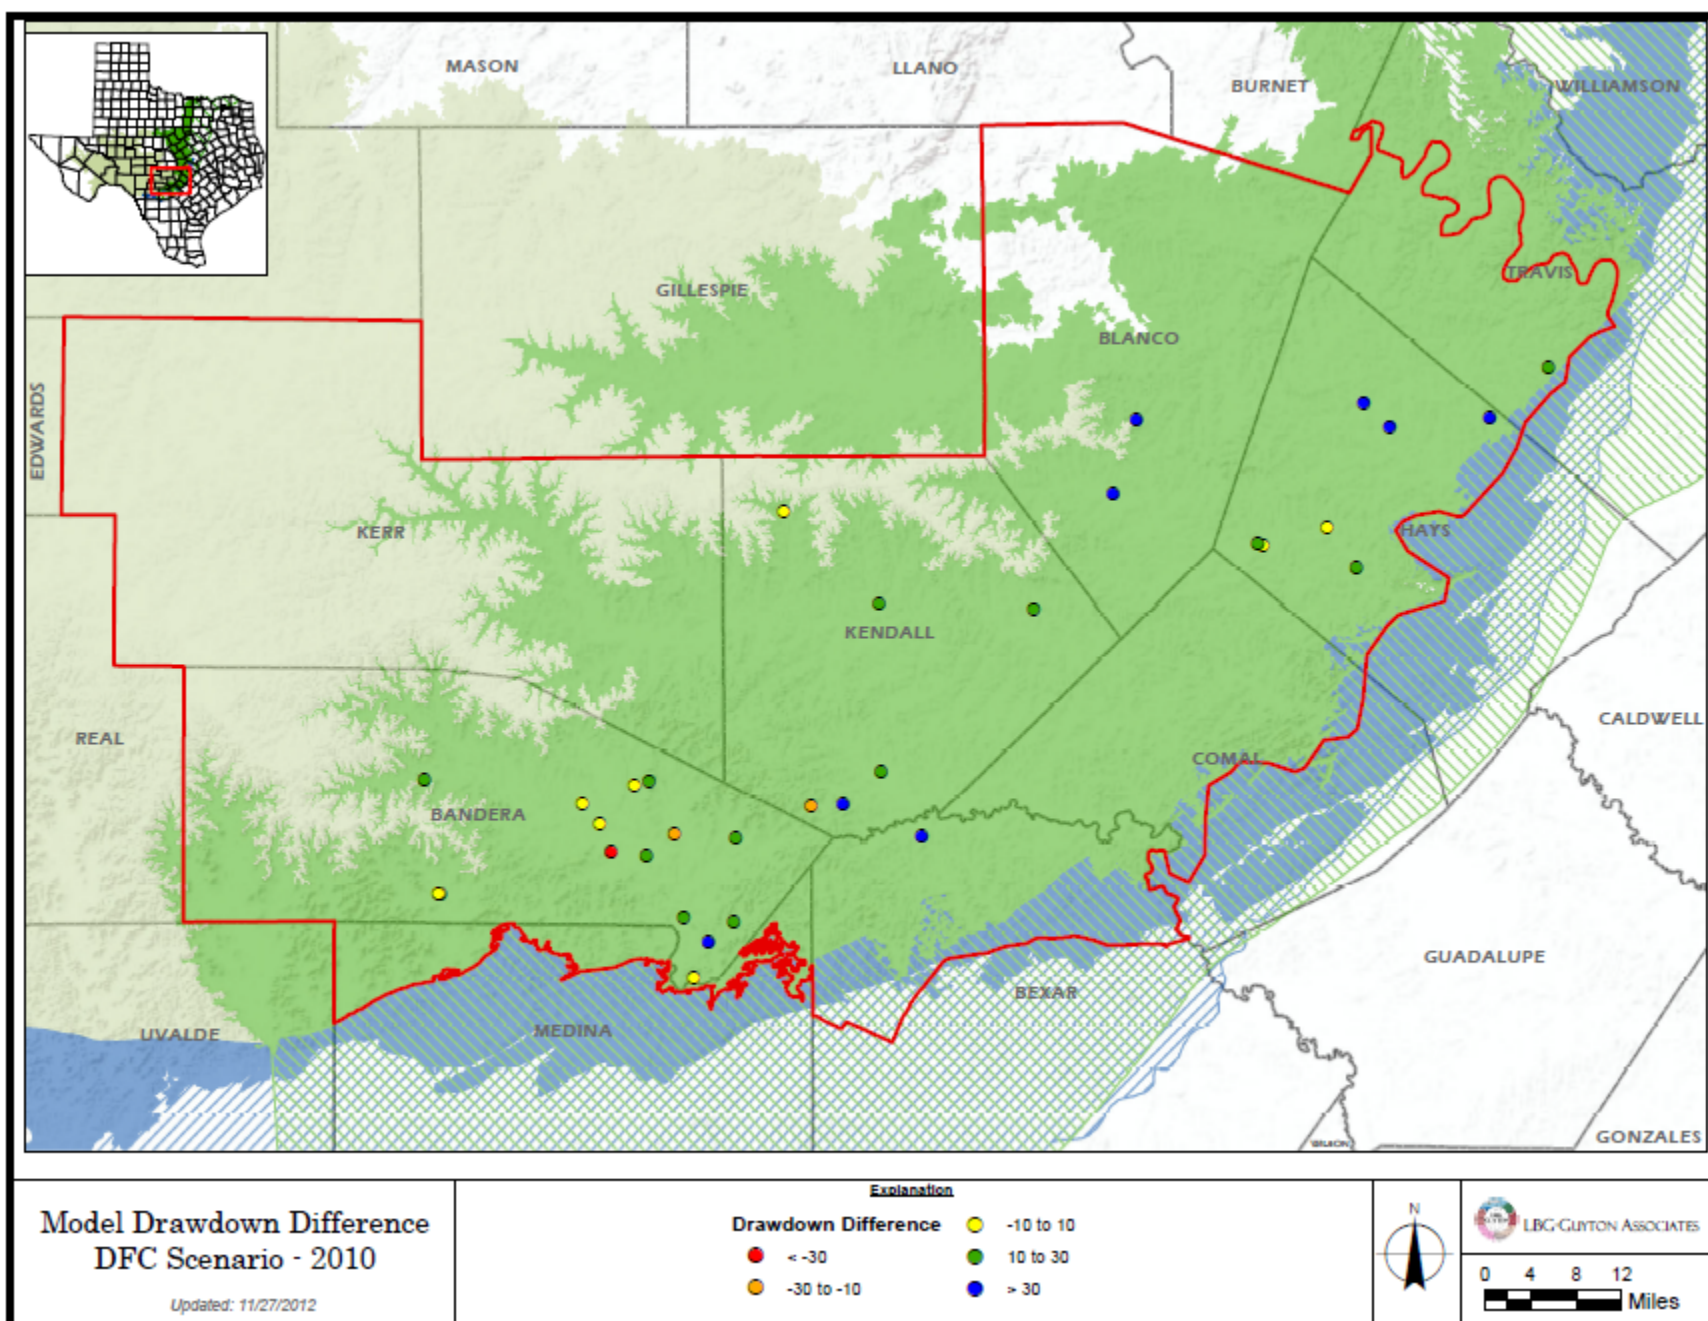 MASON
LLANO
BURNET
WILLIAMSON
TRAVIS
GILLESPIE
BLANCO
EDWARDS
KERR
HAYS
KENDALL
REAL
CALDWELL
COMAL
BANDERA
GUADALUPE
BEXAR
UVALDE
MEDINA
GONZALES
Model Drawdown Difference
DFC Scenario - 2010
Updated: 11/27/2012
Explanation
Drawdown Difference
< -30
-30 to -10
-10 to 10
10 to 30
> 30
N
LBG-GUYTON ASSOCIATES
0 4 8 12
Miles